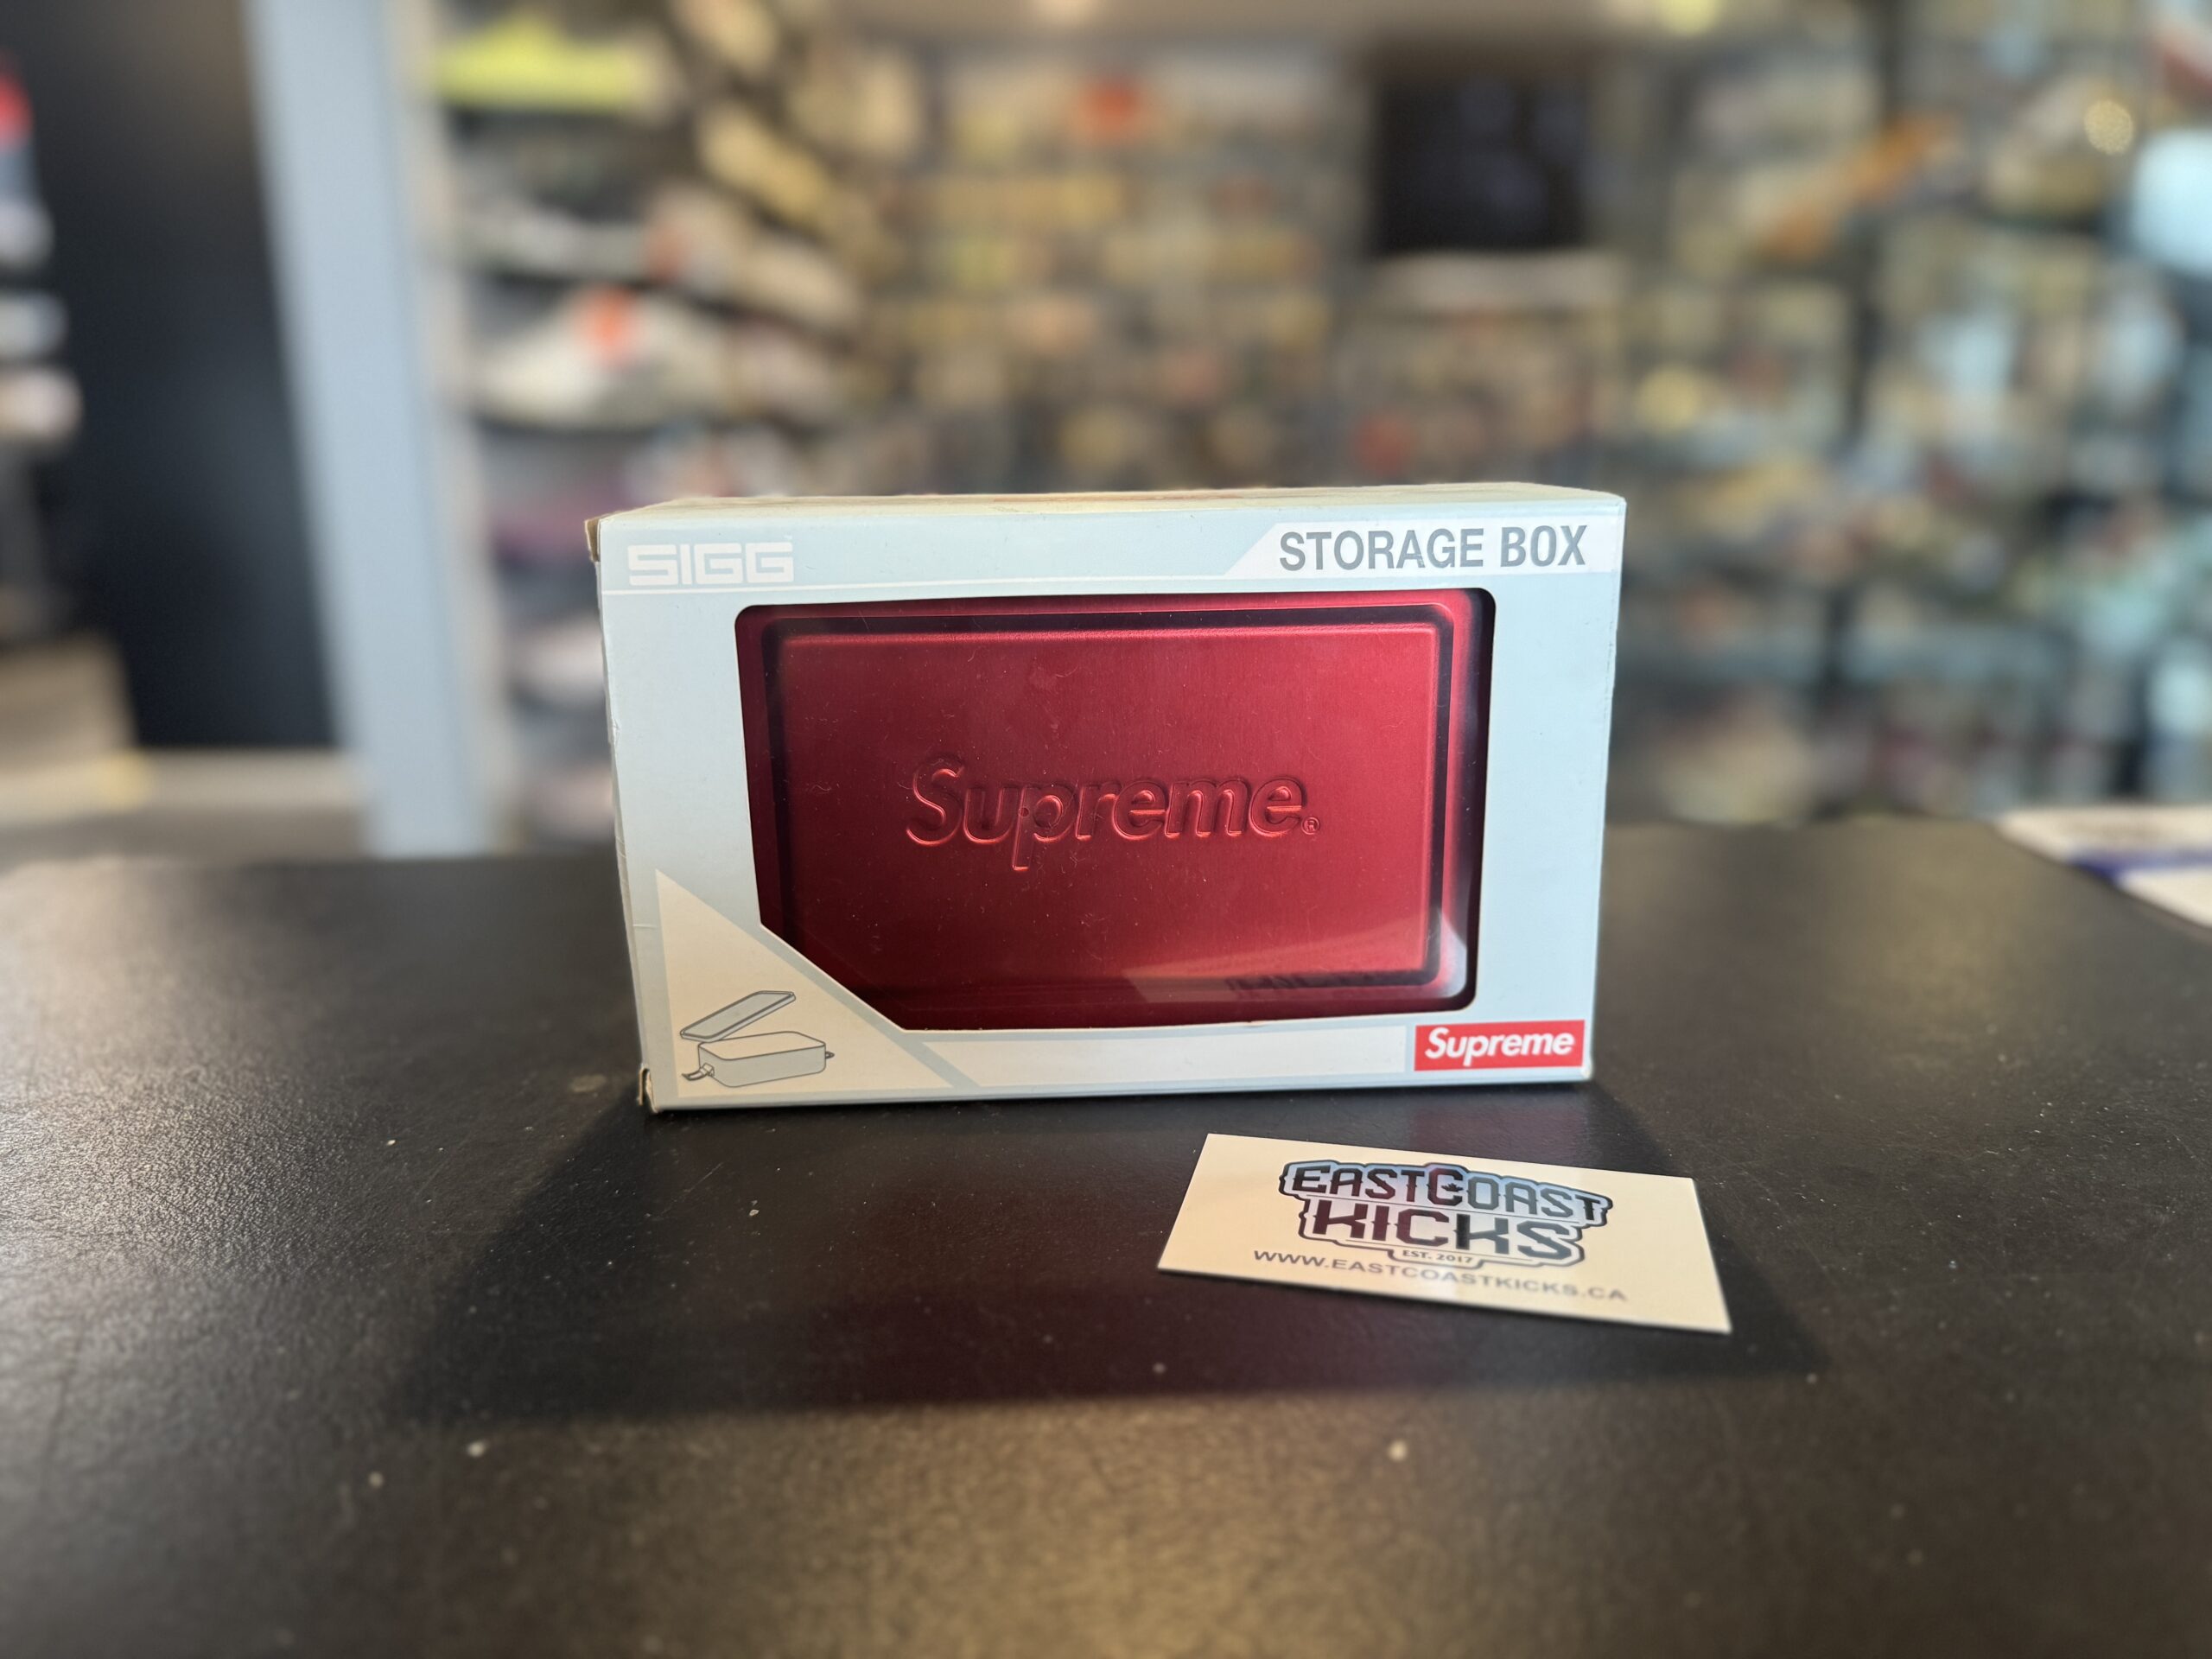 SIGG
STORAGE BOX
Supreme®
Supreme
EASTCOAST
KICKS
EST. 2017
WWW.EASTCOASTKICKS.CA